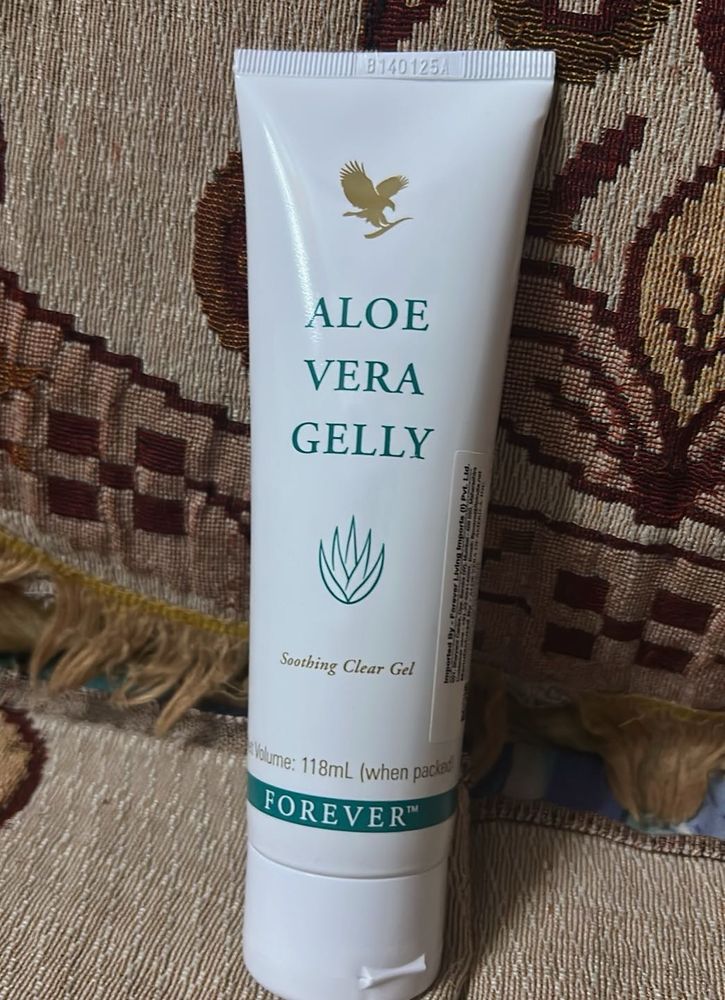 B140125A
ALOE
VERA
GELLY
Soothing Clear Gel
Volume: 118mL (when packed)
FOREVER™
Imported By - Forever Living Imports (I) Pvt. Ltd.